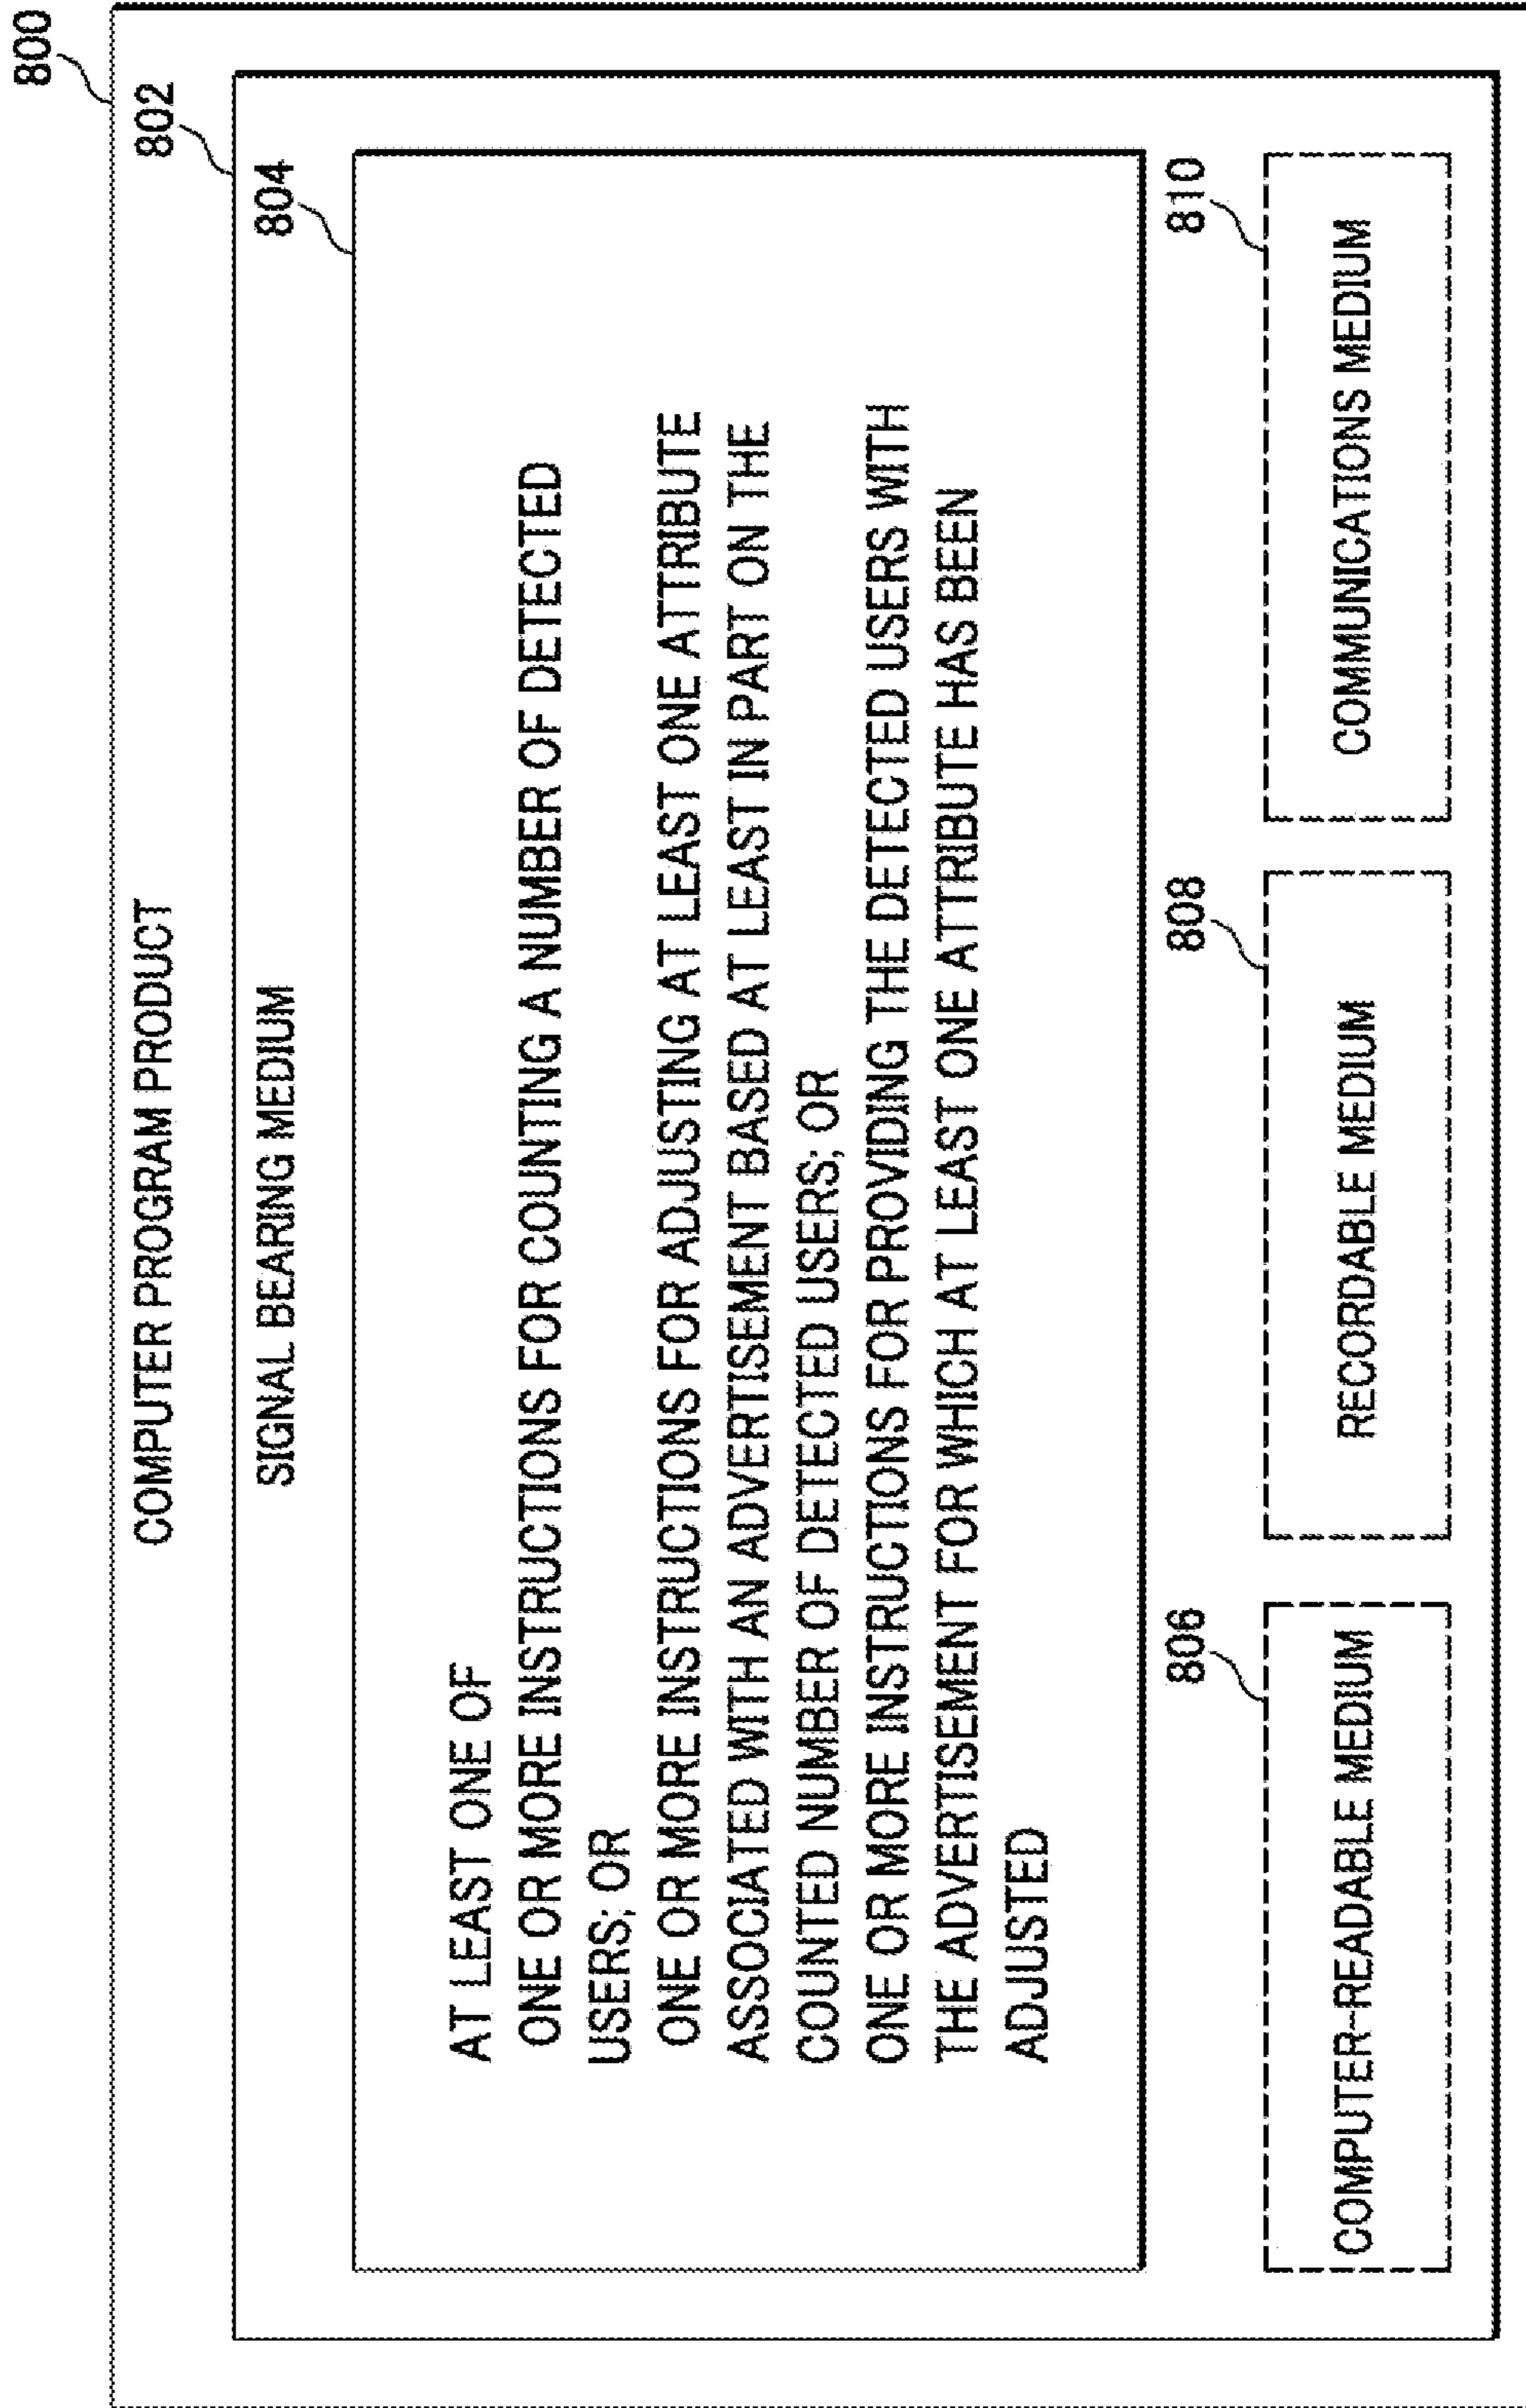 800
COMPUTER PROGRAM PRODUCT
802
SIGNAL BEARING MEDIUM
804
AT LEAST ONE OF
ONE OR MORE INSTRUCTIONS FOR COUNTING A NUMBER OF DETECTED
USERS; OR
ONE OR MORE INSTRUCTIONS FOR ADJUSTING AT LEAST ONE ATTRIBUTE
ASSOCIATED WITH AN ADVERTISEMENT BASED AT LEAST IN PART ON THE
COUNTED NUMBER OF DETECTED USERS; OR
ONE OR MORE INSTRUCTIONS FOR PROVIDING THE DETECTED USERS WITH
THE ADVERTISEMENT FOR WHICH AT LEAST ONE ATTRIBUTE HAS BEEN
ADJUSTED
806
COMPUTER-READABLE MEDIUM
808
RECORDABLE MEDIUM
810
COMMUNICATIONS MEDIUM